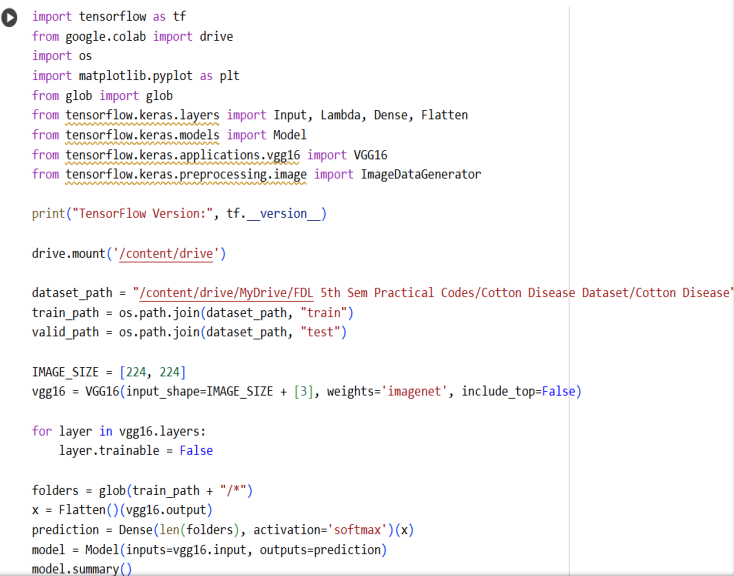 import tensorflow as tf
from google.colab import drive
import os
import matplotlib.pyplot as plt
from glob import glob
from tensorflow.keras.layers import Input, Lambda, Dense, Flatten
from tensorflow.keras.models import Model
from tensorflow.keras.applications.vgg16 import VGG16
from tensorflow.keras.preprocessing.image import ImageDataGenerator
print("TensorFlow Version:", tf.__version__)
drive.mount('/content/drive')
dataset_path = "/content/drive/MyDrive/FDL 5th Sem Practical Codes/Cotton Disease Dataset/Cotton Disease"
train_path = os.path.join(dataset_path, "train")
valid_path = os.path.join(dataset_path, "test")
IMAGE_SIZE = [224, 224]
vgg16 = VGG16(input_shape=IMAGE_SIZE + [3], weights='imagenet', include_top=False)
for layer in vgg16.layers:
    layer.trainable = False
folders = glob(train_path + "/*")
x = Flatten()(vgg16.output)
prediction = Dense(len(folders), activation='softmax')(x)
model = Model(inputs=vgg16.input, outputs=prediction)
model.summary()